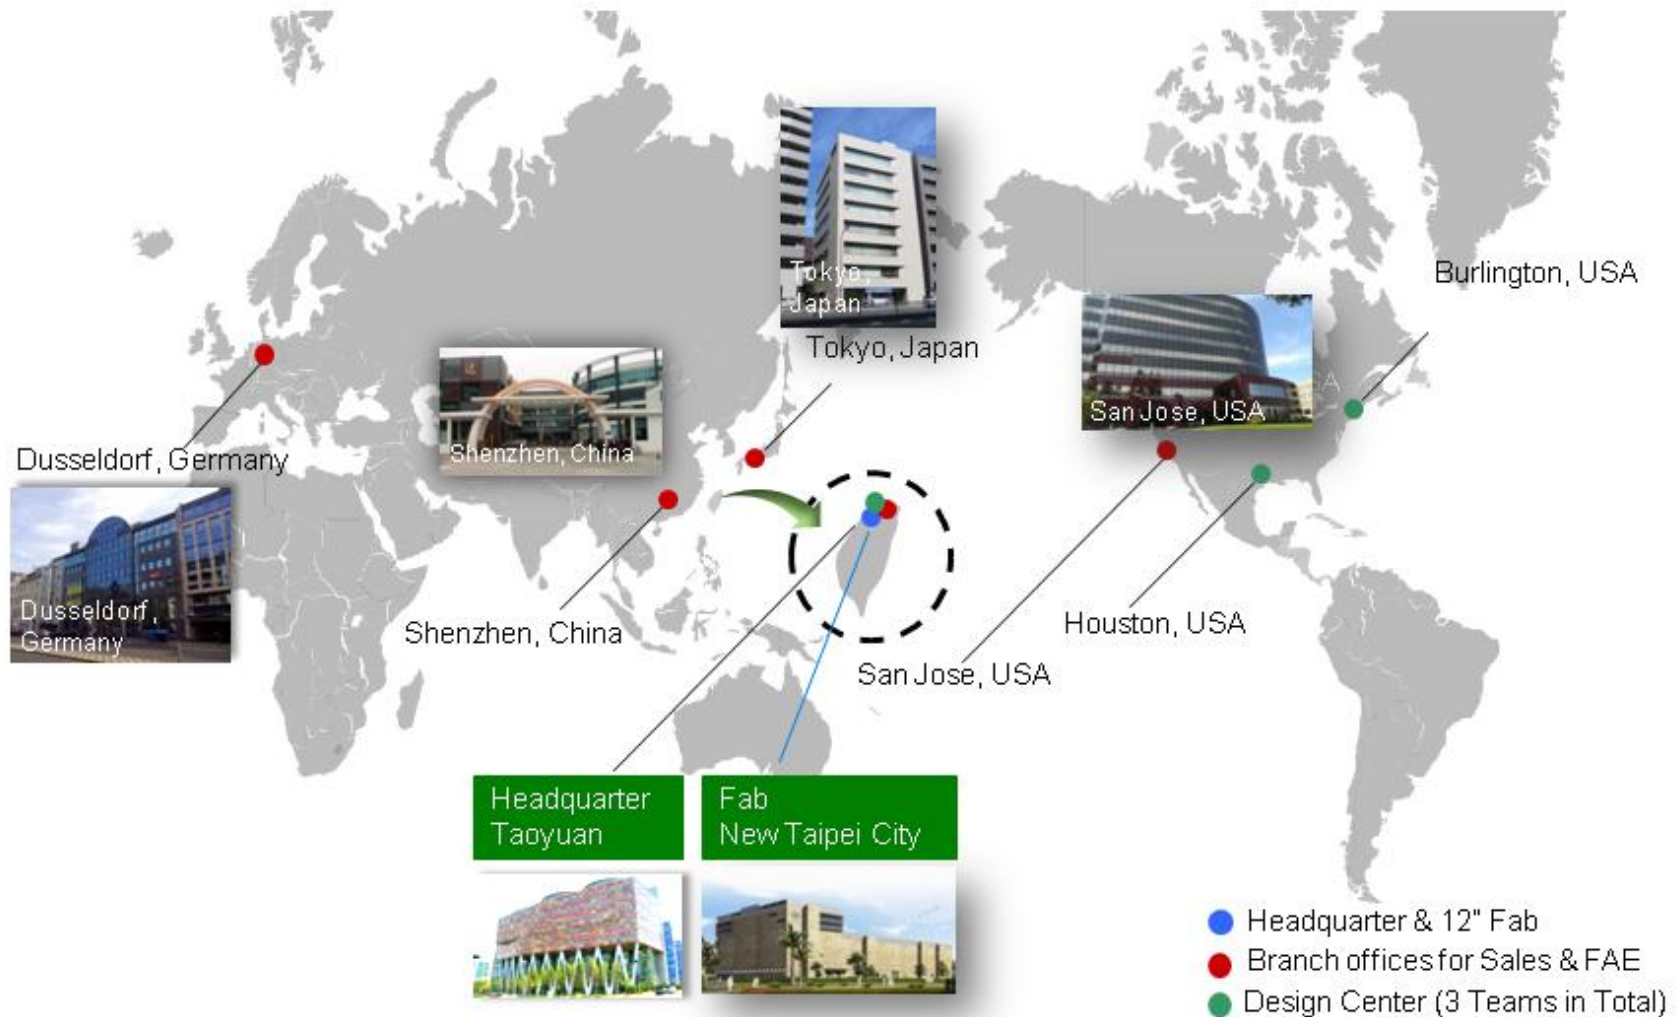 Burlington, USA
Tokyo,
Japan
Tokyo, Japan
San Jose, USA
Shenzhen, China
Dusseldorf, Germany
Dusseldorf,
Germany
Shenzhen, China
Houston, USA
San Jose, USA
Headquarter
Taoyuan
Fab
New Taipei City
Headquarter & 12" Fab
Branch offices for Sales & FAE
Design Center (3 Teams in Total)